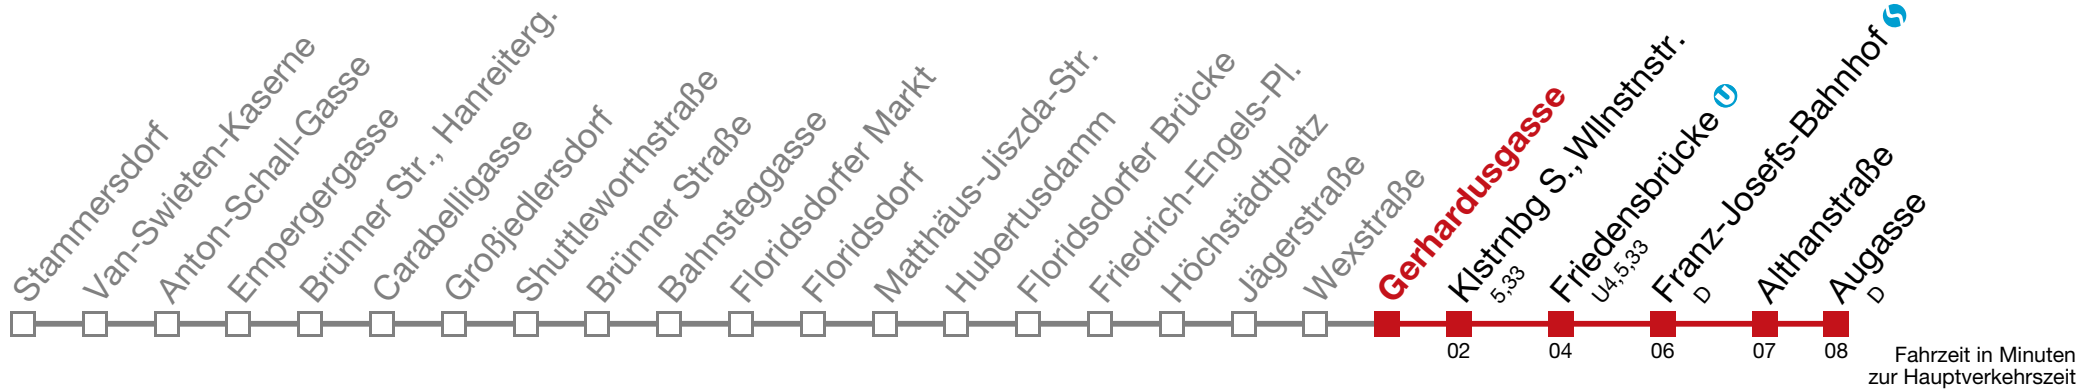 Stammersdorf
Van-Swieten-Kaserne
Anton-Schall-Gasse
Empergergasse
Brünner Str., Hanreiterg.
Carabelligasse
Großjedlersdorf
Shuttleworthstraße
Brünner Straße
Bahnsteggasse
Floridsdorfer Markt
Floridsdorf
Matthäus-Jiszda-Str.
Hubertusdamm
Floridsdorfer Brücke
Friedrich-Engels-Pl.
Höchstädtplatz
Jägerstraße
Wexstraße
Gerhardusgasse
Klstrnbg S., Wllnstnstr.
5,33
02
Friedensbrücke U
U4,5,33
04
Franz-Josefs-Bahnhof S
D
06
Althanstraße
07
Augasse
D
08
Fahrzeit in Minuten
zur Hauptverkehrszeit